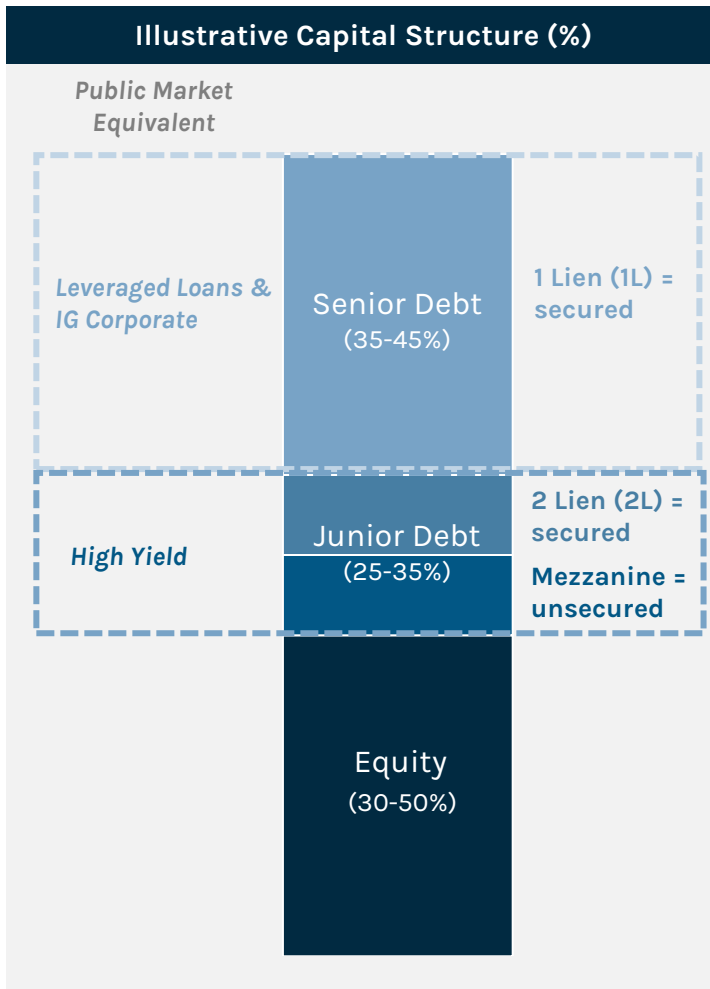 Illustrative Capital Structure (%)
Public Market
Equivalent
Leveraged Loans &
IG Corporate
Senior Debt
(35-45%)
1 Lien (1L) =
secured
High Yield
Junior Debt
(25-35%)
2 Lien (2L) =
secured
Mezzanine =
unsecured
Equity
(30-50%)